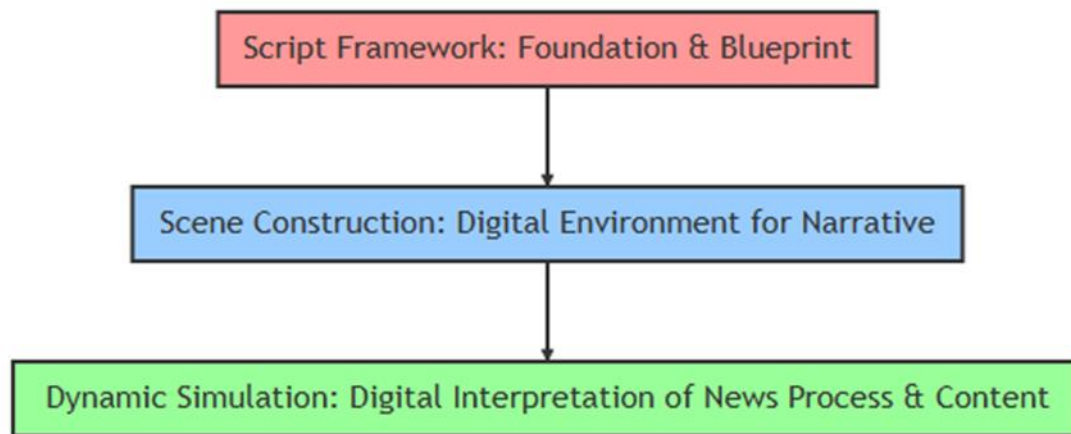 Script Framework: Foundation & Blueprint
Scene Construction: Digital Environment for Narrative
Dynamic Simulation: Digital Interpretation of News Process & Content